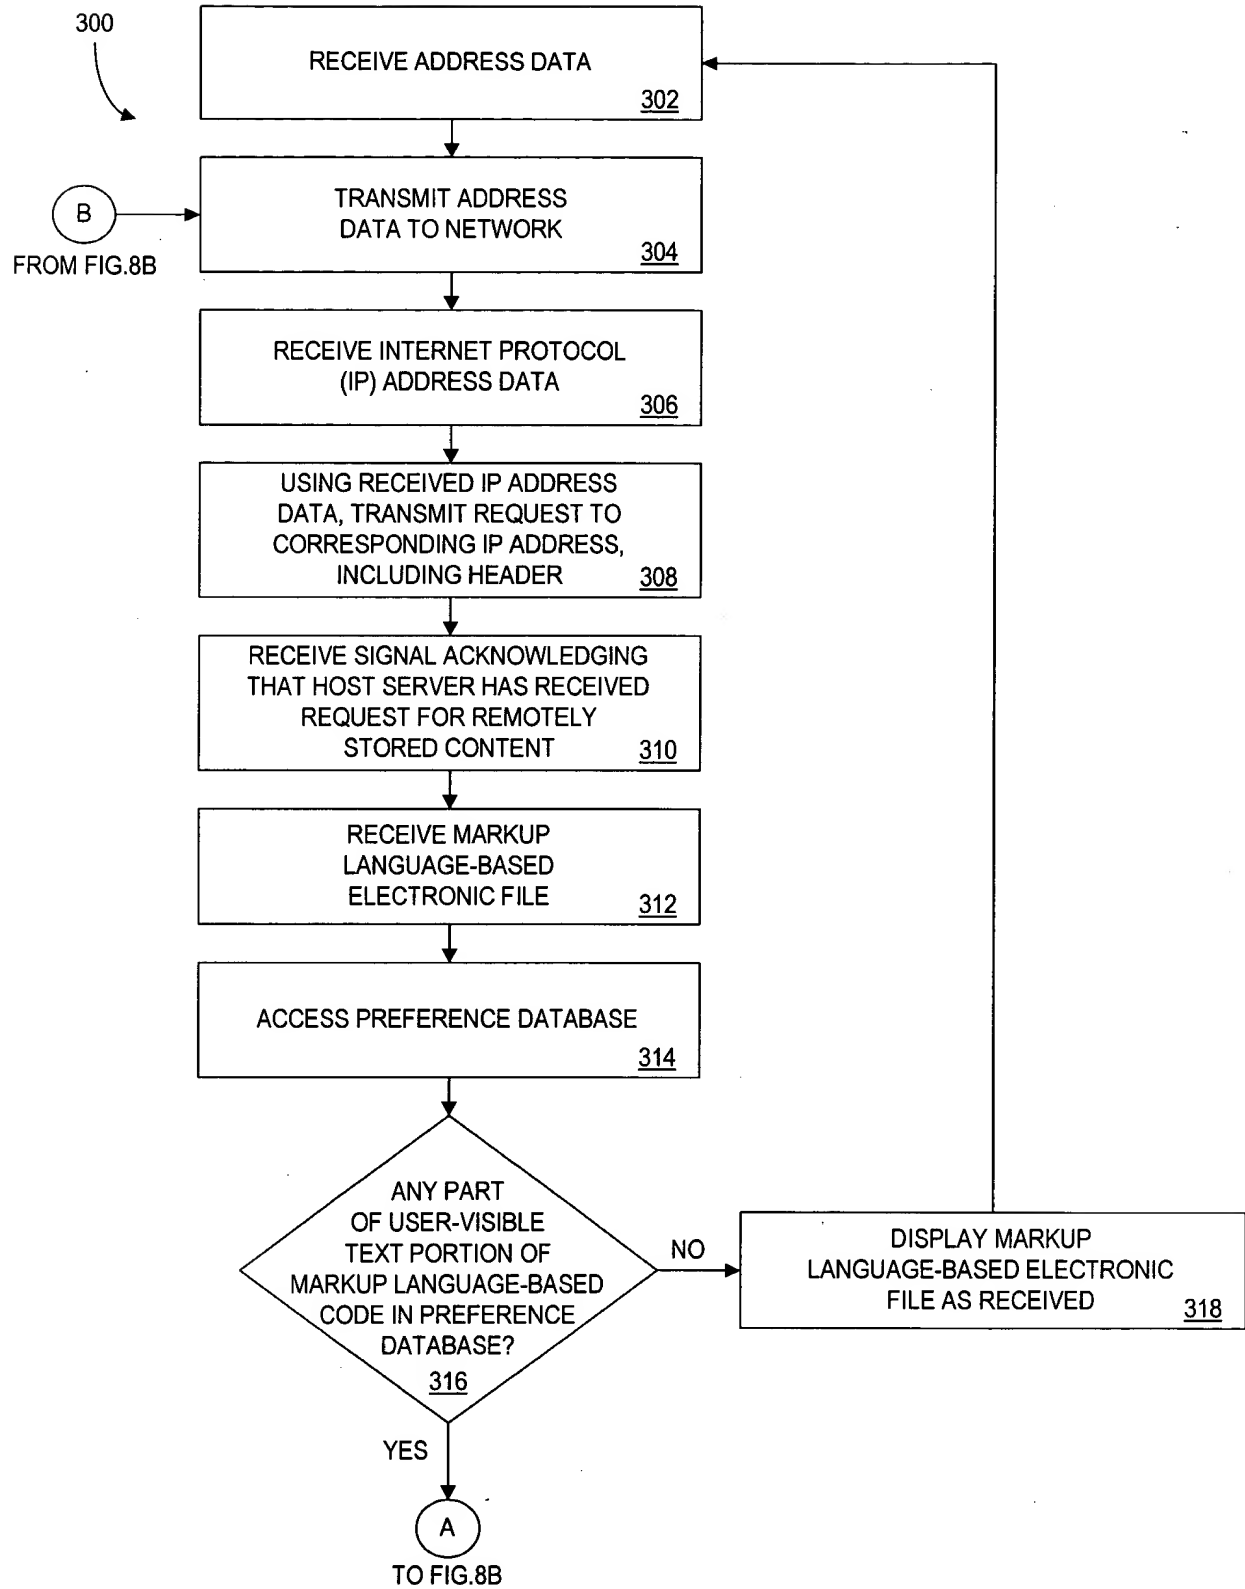 300
RECEIVE ADDRESS DATA
302
TRANSMIT ADDRESS
DATA TO NETWORK
304
B
FROM FIG.8B
RECEIVE INTERNET PROTOCOL
(IP) ADDRESS DATA
306
USING RECEIVED IP ADDRESS
DATA, TRANSMIT REQUEST TO
CORRESPONDING IP ADDRESS,
INCLUDING HEADER
308
RECEIVE SIGNAL ACKNOWLEDGING
THAT HOST SERVER HAS RECEIVED
REQUEST FOR REMOTELY
STORED CONTENT
310
RECEIVE MARKUP
LANGUAGE-BASED
ELECTRONIC FILE
312
ACCESS PREFERENCE DATABASE
314
ANY PART
OF USER-VISIBLE
TEXT PORTION OF
MARKUP LANGUAGE-BASED
CODE IN PREFERENCE
DATABASE?
316
NO
DISPLAY MARKUP
LANGUAGE-BASED ELECTRONIC
FILE AS RECEIVED
318
YES
A
TO FIG.8B